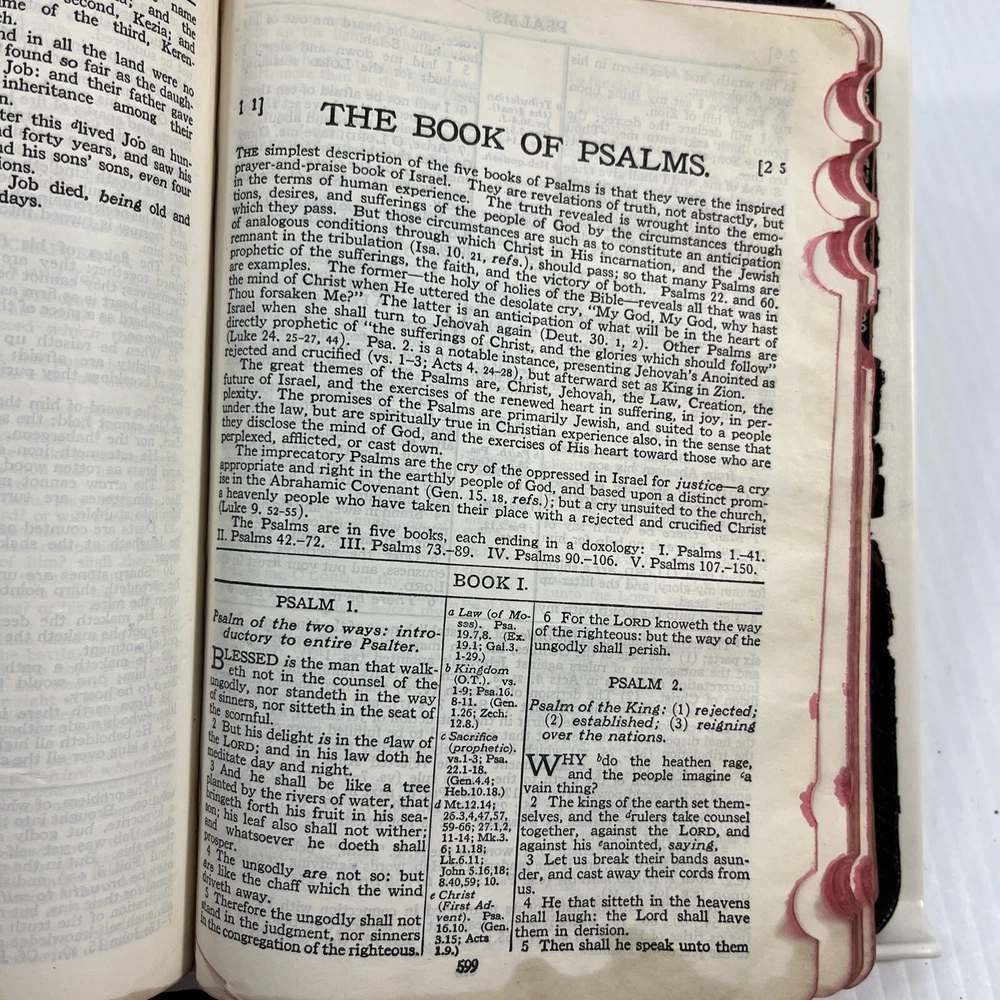 name
second, Kezia; and the
me of the third, Keren-
ch.
nd in all the land were no
found so fair as the daugh-
Job: and their father gave
inheritance among their
n.
ter this dlived Job an hun-
nd forty years, and saw his
nd his sons' sons, even four
ions.
Job died, being old and
days.
1 1]
THE BOOK OF PSALMS.
[2 5
THE simplest description of the five books of Psalms is that they were the inspired
prayer-and-praise book of Israel. They are revelations of truth, not abstractly, but
in the terms of human experience. The truth revealed is wrought into the emo-
tions, desires, and sufferings of the people of God by the circumstances through
which they pass. But those circumstances are such as to constitute an anticipation
of analogous conditions through which Christ in His incarnation, and the Jewish
remnant in the tribulation (Isa. 10. 21, refs.), should pass; so that many Psalms are
prophetic of the sufferings, the faith, and the victory of both. Psalms 22. and 60.
are examples. The former—the holy of holies of the Bible—reveals all that was in
the mind of Christ when He uttered the desolate cry, "My God, My God, why hast
Thou forsaken Me?" The latter is an anticipation of what will be in the heart of
Israel when she shall turn to Jehovah again (Deut. 30. 1, 2). Other Psalms are
directly prophetic of "the sufferings of Christ, and the glories which should follow"
(Luke 24. 25-27, 44). Psa. 2. is a notable instance, presenting Jehovah's Anointed as
rejected and crucified (vs. 1-3; Acts 4. 24-28), but afterward set as King in Zion.
The great themes of the Psalms are, Christ, Jehovah, the Law, Creation, the
future of Israel, and the exercises of the renewed heart in suffering, in joy, in per-
plexity. The promises of the Psalms are primarily Jewish, and suited to a people
under the law, but are spiritually true in Christian experience also, in the sense that
they disclose the mind of God, and the exercises of His heart toward those who are
perplexed, afflicted, or cast down.
The imprecatory Psalms are the cry of the oppressed in Israel for justice—a cry
appropriate and right in the earthly people of God, and based upon a distinct prom-
ise in the Abrahamic Covenant (Gen. 15. 18, refs.); but a cry unsuited to the church,
a heavenly people who have taken their place with a rejected and crucified Christ
(Luke 9. 52-55).
The Psalms are in five books, each ending in a doxology: I. Psalms 1.-41.
II. Psalms 42.-72. III. Psalms 73.-89. IV. Psalms 90.-106. V. Psalms 107.-150.
BOOK I.
PSALM 1.
Psalm of the two ways: intro-
ductory to entire Psalter.
BLESSED is the man that walk-
eth not in the counsel of the
ungodly, nor standeth in the way
of sinners, nor sitteth in the seat of
the scornful.
2 But his delight is in the alaw of
the LORD; and in his law doth he
meditate day and night.
3 And he shall be like a tree
planted by the rivers of water, that
bringeth forth his fruit in his sea-
son; his leaf also shall not wither;
and whatsoever he doeth shall
prosper.
4 The ungodly are not so: but
are like the chaff which the wind
driveth away.
5 Therefore the ungodly shall not
stand in the judgment, nor sinners
in the congregation of the righteous.
a Law (of Mo-
ses). Psa.
19.7,8. (Ex.
19.1; Gal.3.
1-29.)
b Kingdom
(O.T.). vs.
1-9; Psa.16.
8-11. (Gen.
1.26; Zech.
12.8.)
c Sacrifice
(prophetic).
vs.1-3; Psa.
22.1-18.
(Gen.4.4;
Heb.10.18.)
d Mt.12.14;
26.3,4,47,57,
59-66; 27.1,2,
11-14; Mk.3.
6; 11.18;
Lk.6.11;
John 5.16,18;
8.40,59; 10.
e Christ
(First Ad-
vent). Psa.
16.10. (Gen.
3.15; Acts
1.9.)
6 For the LORD knoweth the way
of the righteous: but the way of the
ungodly shall perish.
PSALM 2.
Psalm of the King: (1) rejected;
(2) established; (3) reigning
over the nations.
WHY bdo the heathen rage,
and the people imagine ca
vain thing?
2 The kings of the earth set them-
selves, and the drulers take counsel
together, against the LORD, and
against his eanointed, saying,
3 Let us break their bands asun-
der, and cast away their cords from
us.
4 He that sitteth in the heavens
shall laugh: the Lord shall have
them in derision.
5 Then shall he speak unto them
599